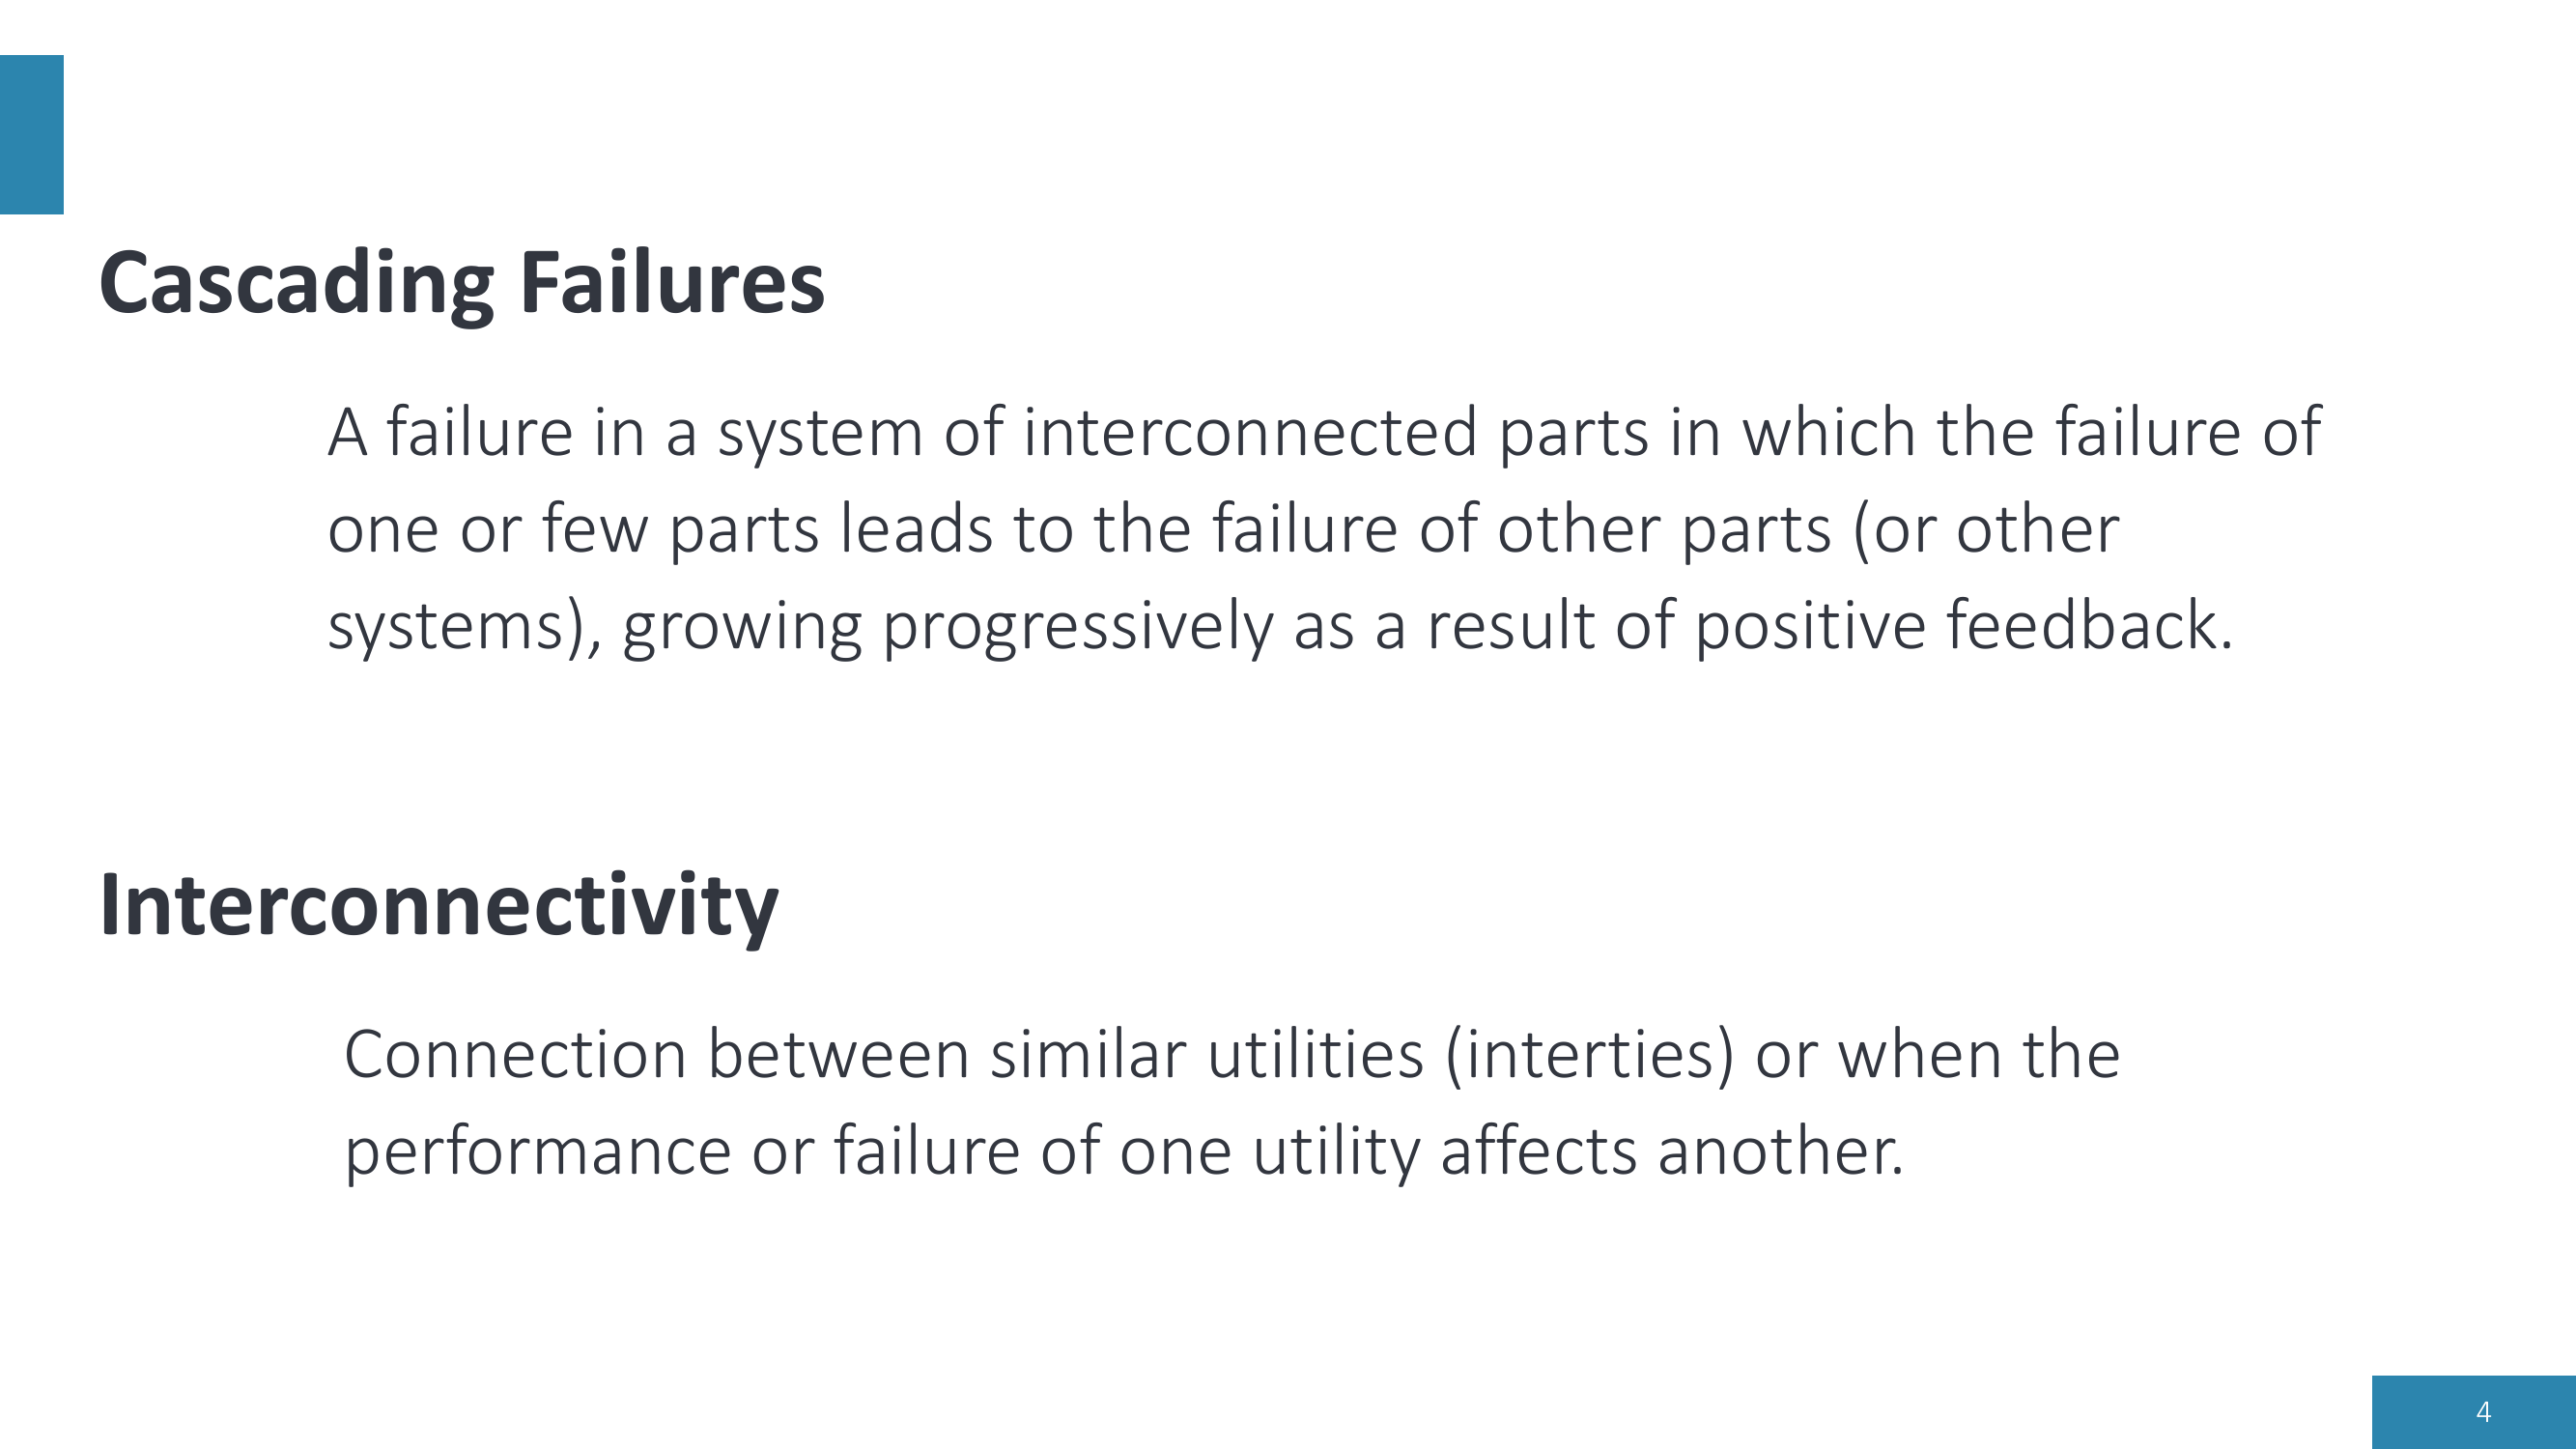 Cascading Failures
A failure in a system of interconnected parts in which the failure of
one or few parts leads to the failure of other parts (or other
systems), growing progressively as a result of positive feedback.
Interconnectivity
Connection between similar utilities (interties) or when the
performance or failure of one utility affects another.
4